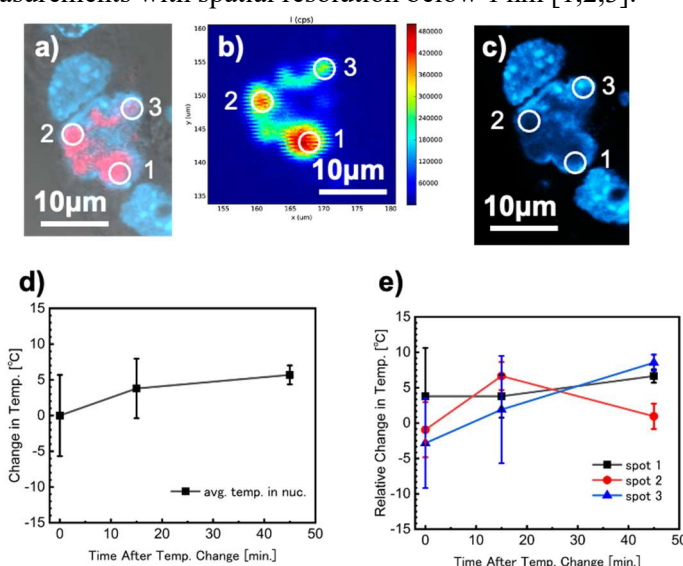 asurements with spatial resolution below 1 nm [1,2,3].
a)
3
2
1
10μm
b)
I (cps)
160
155
150
145
140
135
y (um)
155 160 165 170 175 180
x (um)
3
2
1
10μm
480000
420000
360000
300000
240000
180000
120000
60000
c)
3
2
1
10μm
d)
Change in Temp. [℃]
15
10
5
0
-5
-10
-15
avg. temp. in nuc.
0 10 20 30 40 50
Time After Temp. Change [min.]
e)
Relative Change in Temp. [℃]
15
10
5
0
-5
-10
-15
spot 1
spot 2
spot 3
0 10 20 30 40 50
Time After Temp. Change [min.]